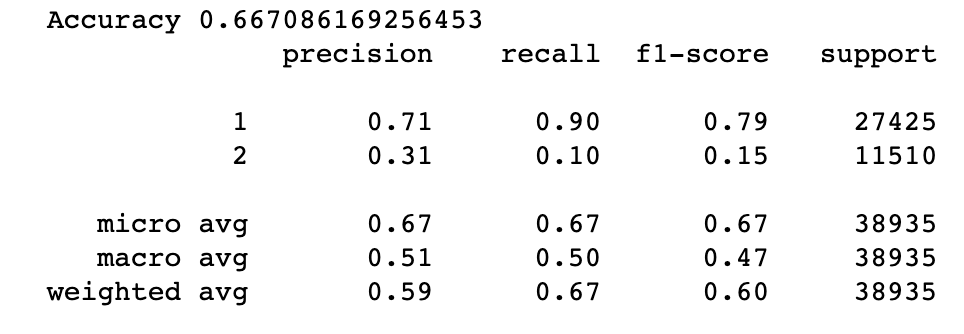 Accuracy 0.667086169256453
precision recall f1-score support
1 0.71 0.90 0.79 27425
2 0.31 0.10 0.15 11510
micro avg 0.67 0.67 0.67 38935
macro avg 0.51 0.50 0.47 38935
weighted avg 0.59 0.67 0.60 38935